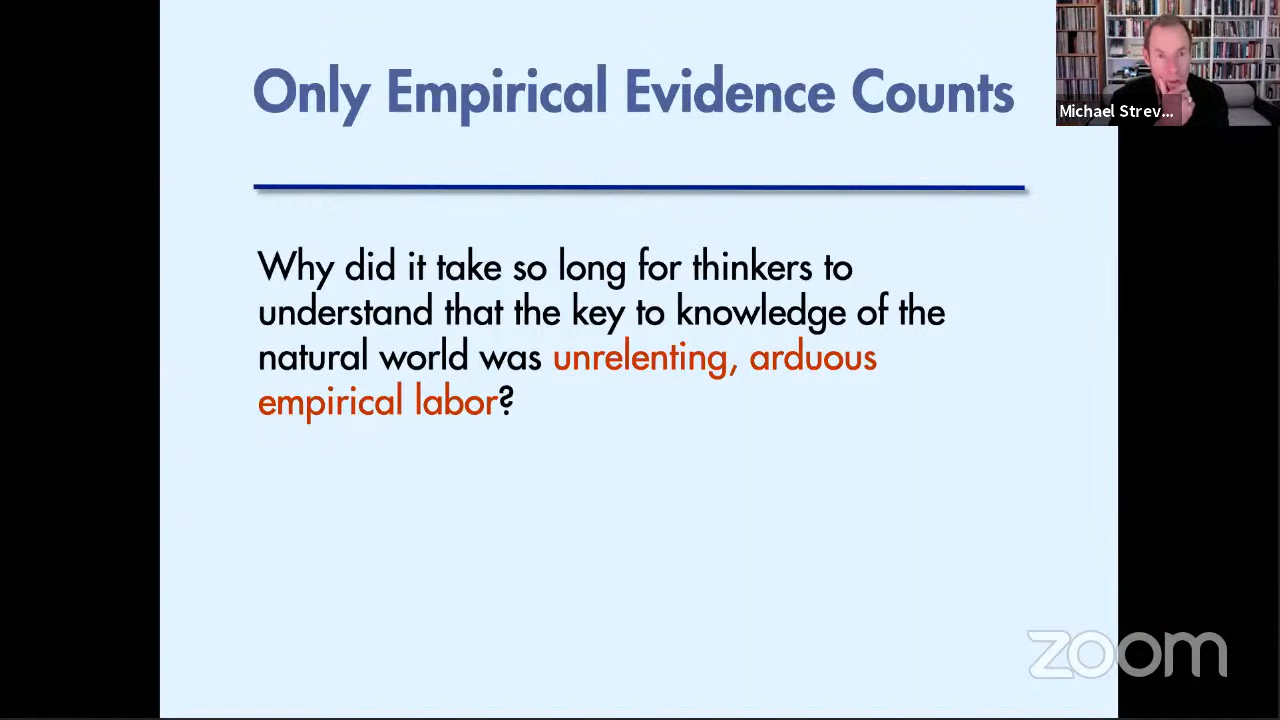 Only Empirical Evidence Counts
Michael Strev...
Why did it take so long for thinkers to
understand that the key to knowledge of the
natural world was unrelenting, arduous
empirical labor?
zoom